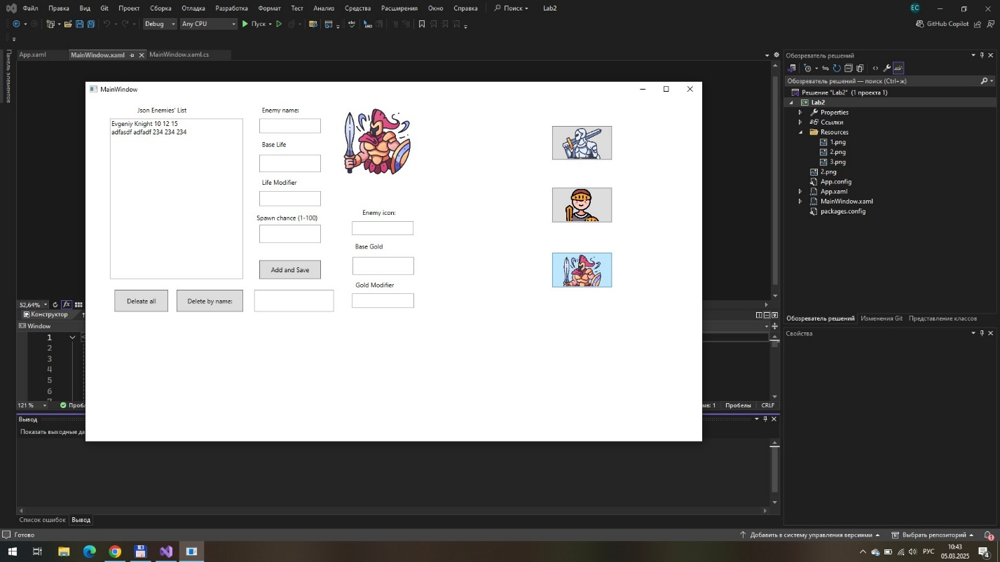 Файл Правка Вид Git Проект Сборка Отладка Разработка Формат Тест Анализ Средства Расширения Окно Справка Поиск Lab2 EC
Debug Any CPU Пуск GitHub Copilot
App.xaml MainWindow.xaml MainWindow.xaml.cs
Панель элементов
MainWindow
Json Enemies' List
Evgeniy Knight 10 12 15
adfasdf adfadf 234 234 234
Enemy name:
Base Life
Life Modifier
Spawn chance (1-100)
Add and Save
Enemy icon:
Base Gold
Gold Modifier
Deleate all
Delete by name:
Обозреватель решений
Обозреватель решений — поиск (Ctrl+ж)
Решение "Lab2" (1 проекта 1)
Lab2
Properties
Ссылки
Resources
1.png
2.png
3.png
2.png
App.config
App.xaml
MainWindow.xaml
packages.config
Обозреватель решений Изменения Git Представление классов
Свойства
52,64%
Конструктор
Window
1
2
3
4
5
6
7
121 % Пробл мв: 1 Пробелы CRLF
Вывод
Показать выходные да
Список ошибок Вывод
Готово Добавить в систему управления версиями Выбрать репозиторий 1
РУС
10:43
05.03.2025
4